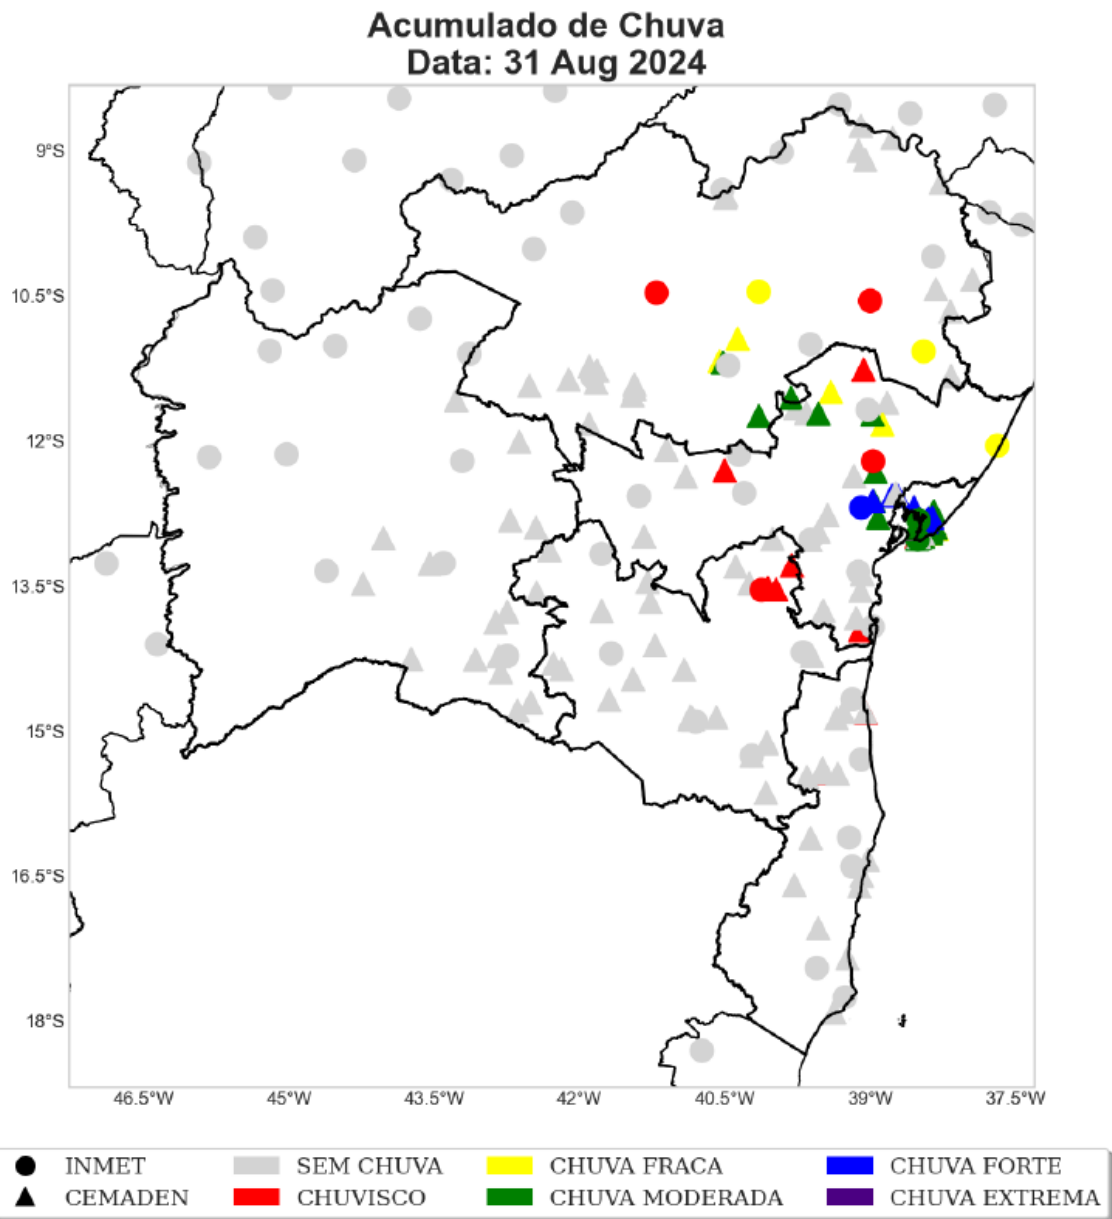 Acumulado de Chuva
Data: 31 Aug 2024
9°S
10.5°S
12°S
13.5°S
15°S
16.5°S
18°S
46.5°W 45°W 43.5°W 42°W 40.5°W 39°W 37.5°W
INMET SEM CHUVA CHUVA FRACA CHUVA FORTE
CEMADEN CHUVISCO CHUVA MODERADA CHUVA EXTREMA